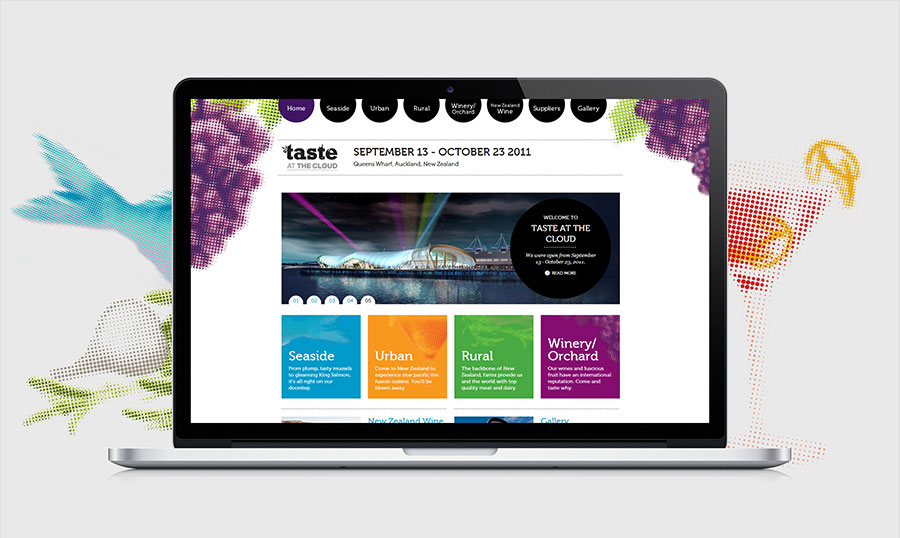 Home
Seaside
Urban
Rural
Winery/
Orchard
New Zealand
Wine
Suppliers
Gallery
taste
AT THE CLOUD
SEPTEMBER 13 - OCTOBER 23 2011
Queens Wharf, Auckland, New Zealand
WELCOME TO
TASTE AT THE
CLOUD
We were open from September
13 - October 23, 2011.
READ MORE
01
02
03
04
05
Seaside
From plump, tasty mussels
to gleaming King Salmon,
it's all right on our
doorstep.
Urban
Come to New Zealand to
experience true pacific rim
fusion cuisine. You'll be
blown away.
Rural
The backbone of New
Zealand, farms provide us
and the world with top
quality meat and dairy.
Winery/
Orchard
Our wines and luscious
fruit have an international
reputation. Come and
taste why.
New Zealand Wine
Gallery